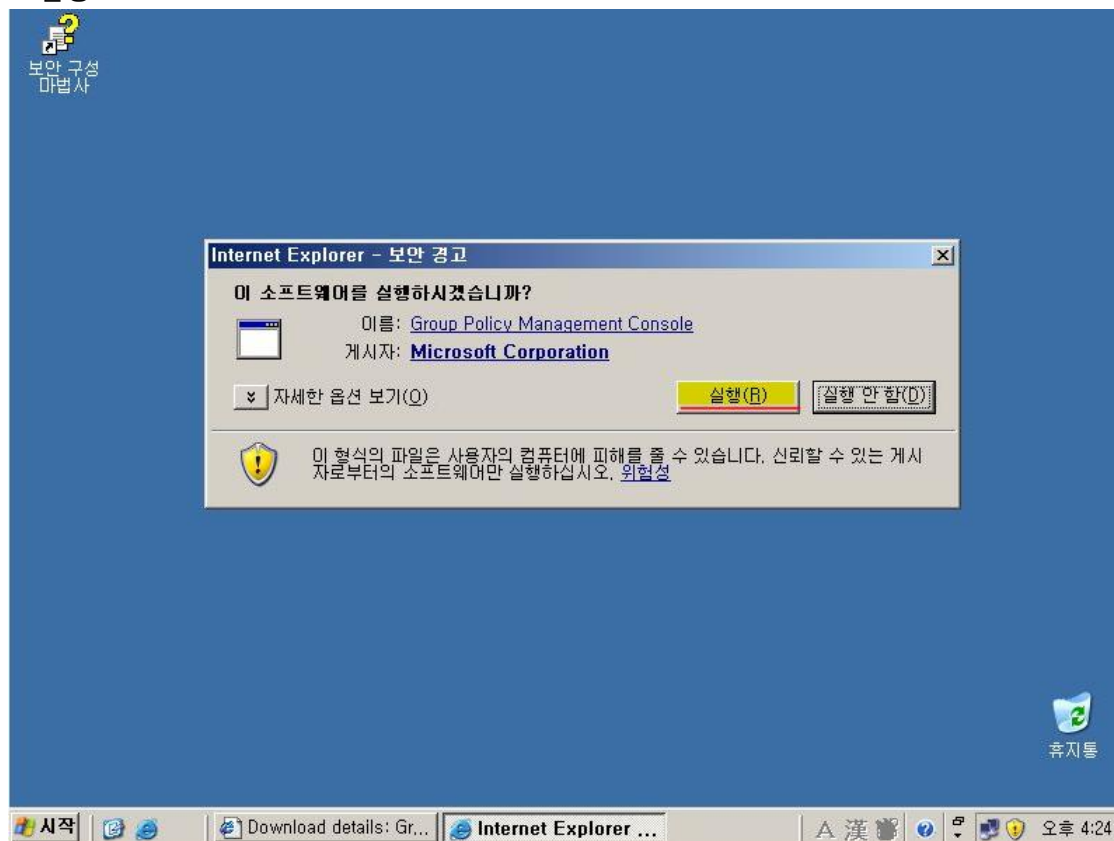 보안 구성
마법사
Internet Explorer - 보안 경고
이 소프트웨어를 실행하시겠습니까?
이름: Group Policy Management Console
게시자: Microsoft Corporation
자세한 옵션 보기(O)
실행(R)
실행 안 함(D)
이 형식의 파일은 사용자의 컴퓨터에 피해를 줄 수 있습니다. 신뢰할 수 있는 게시
자로부터의 소프트웨어만 실행하십시오. 위험성
휴지통
시작
Download details: Gr...
Internet Explorer ...
A 漢
오후 4:24